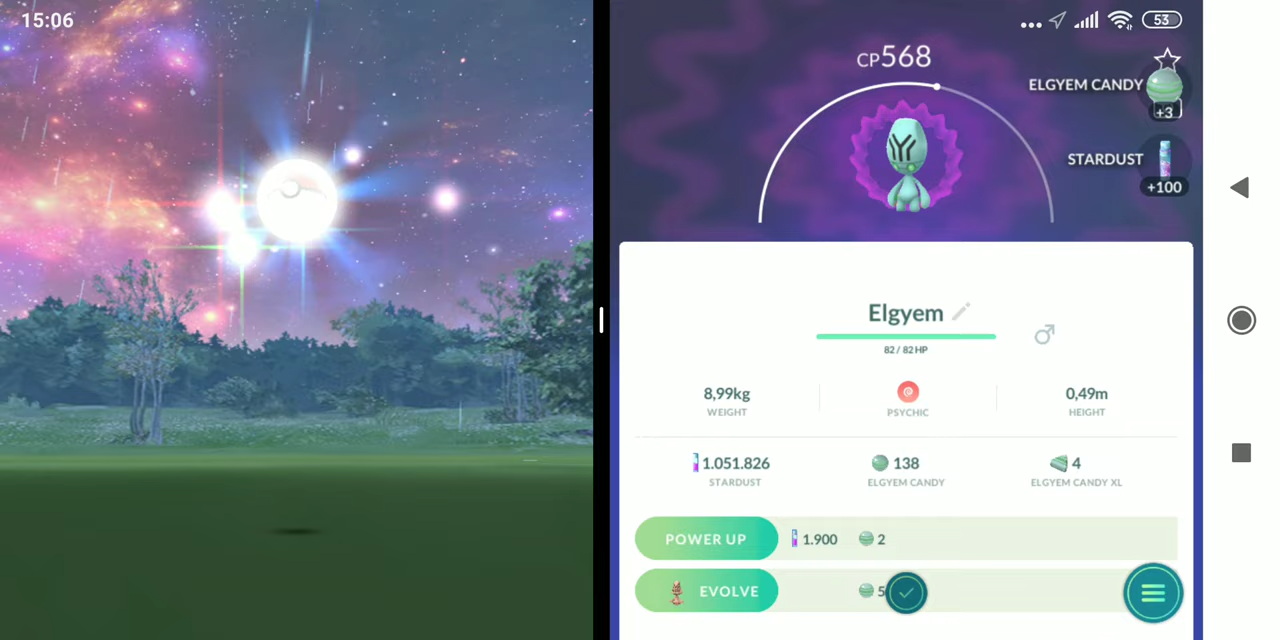 15:06
53
CP568
ELGYEM CANDY
+3
STARDUST
+100
Elgyem
82 / 82 HP
8,99kg
WEIGHT
PSYCHIC
0,49m
HEIGHT
1.051.826
STARDUST
138
ELGYEM CANDY
4
ELGYEM CANDY XL
POWER UP
1.900
2
EVOLVE
5